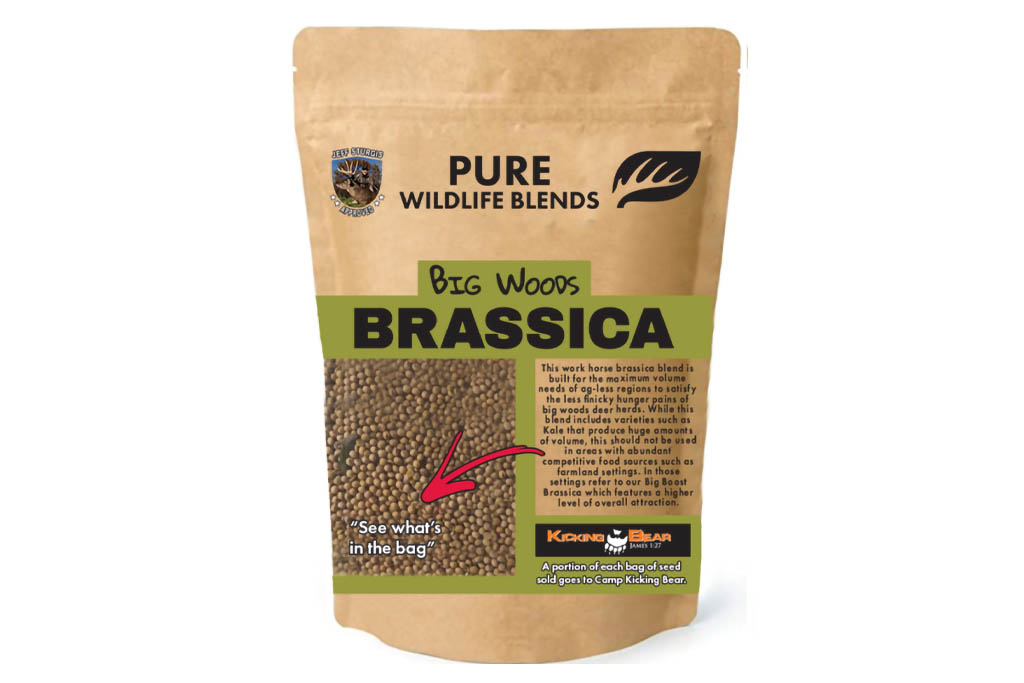 JEFF STURGIS
APPROVED
PURE
WILDLIFE BLENDS
BIG WOODS
BRASSICA
This work horse brassica blend is
built for the maximum volume
needs of ag-less regions to satisfy
the less finicky hunger pains of
big woods deer herds. While this
blend includes varieties such as
Kale that produce huge amounts
of volume, this should not be used
in areas with abundant
competitive food sources such as
farmland settings. In those
settings refer to our Big Boost
Brassica which features a higher
level of overall attraction.
"See what's
in the bag"
KICKING BEAR
JAMES 1:27
A portion of each bag of seed
sold goes to Camp Kicking Bear.